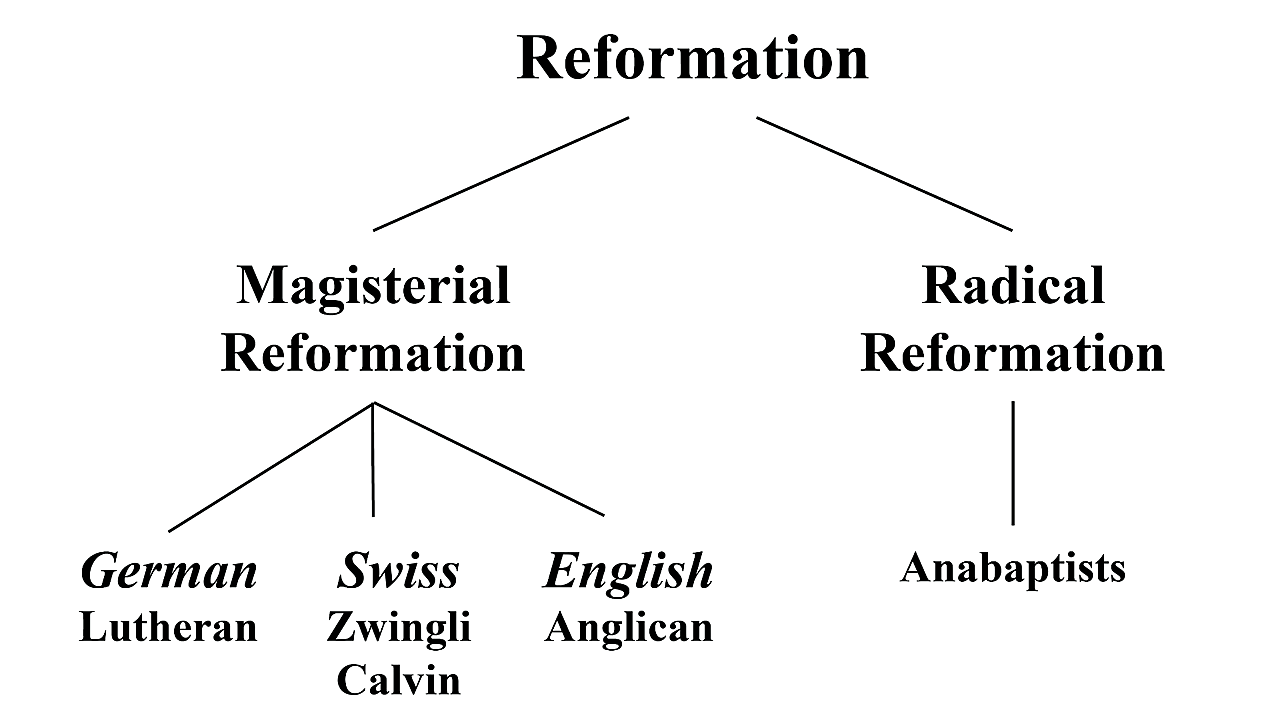 Reformation
Magisterial
Reformation
Radical
Reformation
German
Lutheran
Swiss
Zwingli
Calvin
English
Anglican
Anabaptists